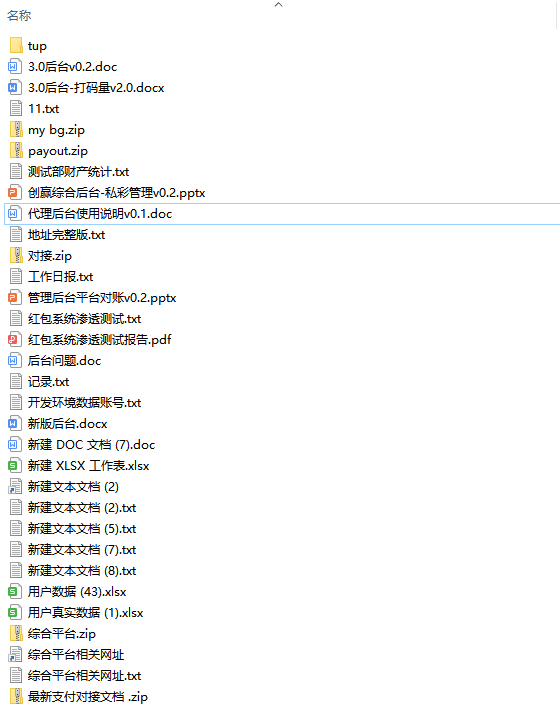 名称
tup
3.0后台v0.2.doc
3.0后台-打码量v2.0.docx
11.txt
my bg.zip
payout.zip
测试部财产统计.txt
创赢综合后台-私彩管理v0.2.pptx
代理后台使用说明v0.1.doc
地址完整版.txt
对接.zip
工作日报.txt
管理后台平台对账v0.2.pptx
红包系统渗透测试.txt
红包系统渗透测试报告.pdf
后台问题.doc
记录.txt
开发环境数据账号.txt
新版后台.docx
新建 DOC 文档 (7).doc
新建 XLSX 工作表.xlsx
新建文本文档 (2)
新建文本文档 (2).txt
新建文本文档 (5).txt
新建文本文档 (7).txt
新建文本文档 (8).txt
用户数据 (43).xlsx
用户真实数据 (1).xlsx
综合平台.zip
综合平台相关网址
综合平台相关网址.txt
最新支付对接文档 .zip